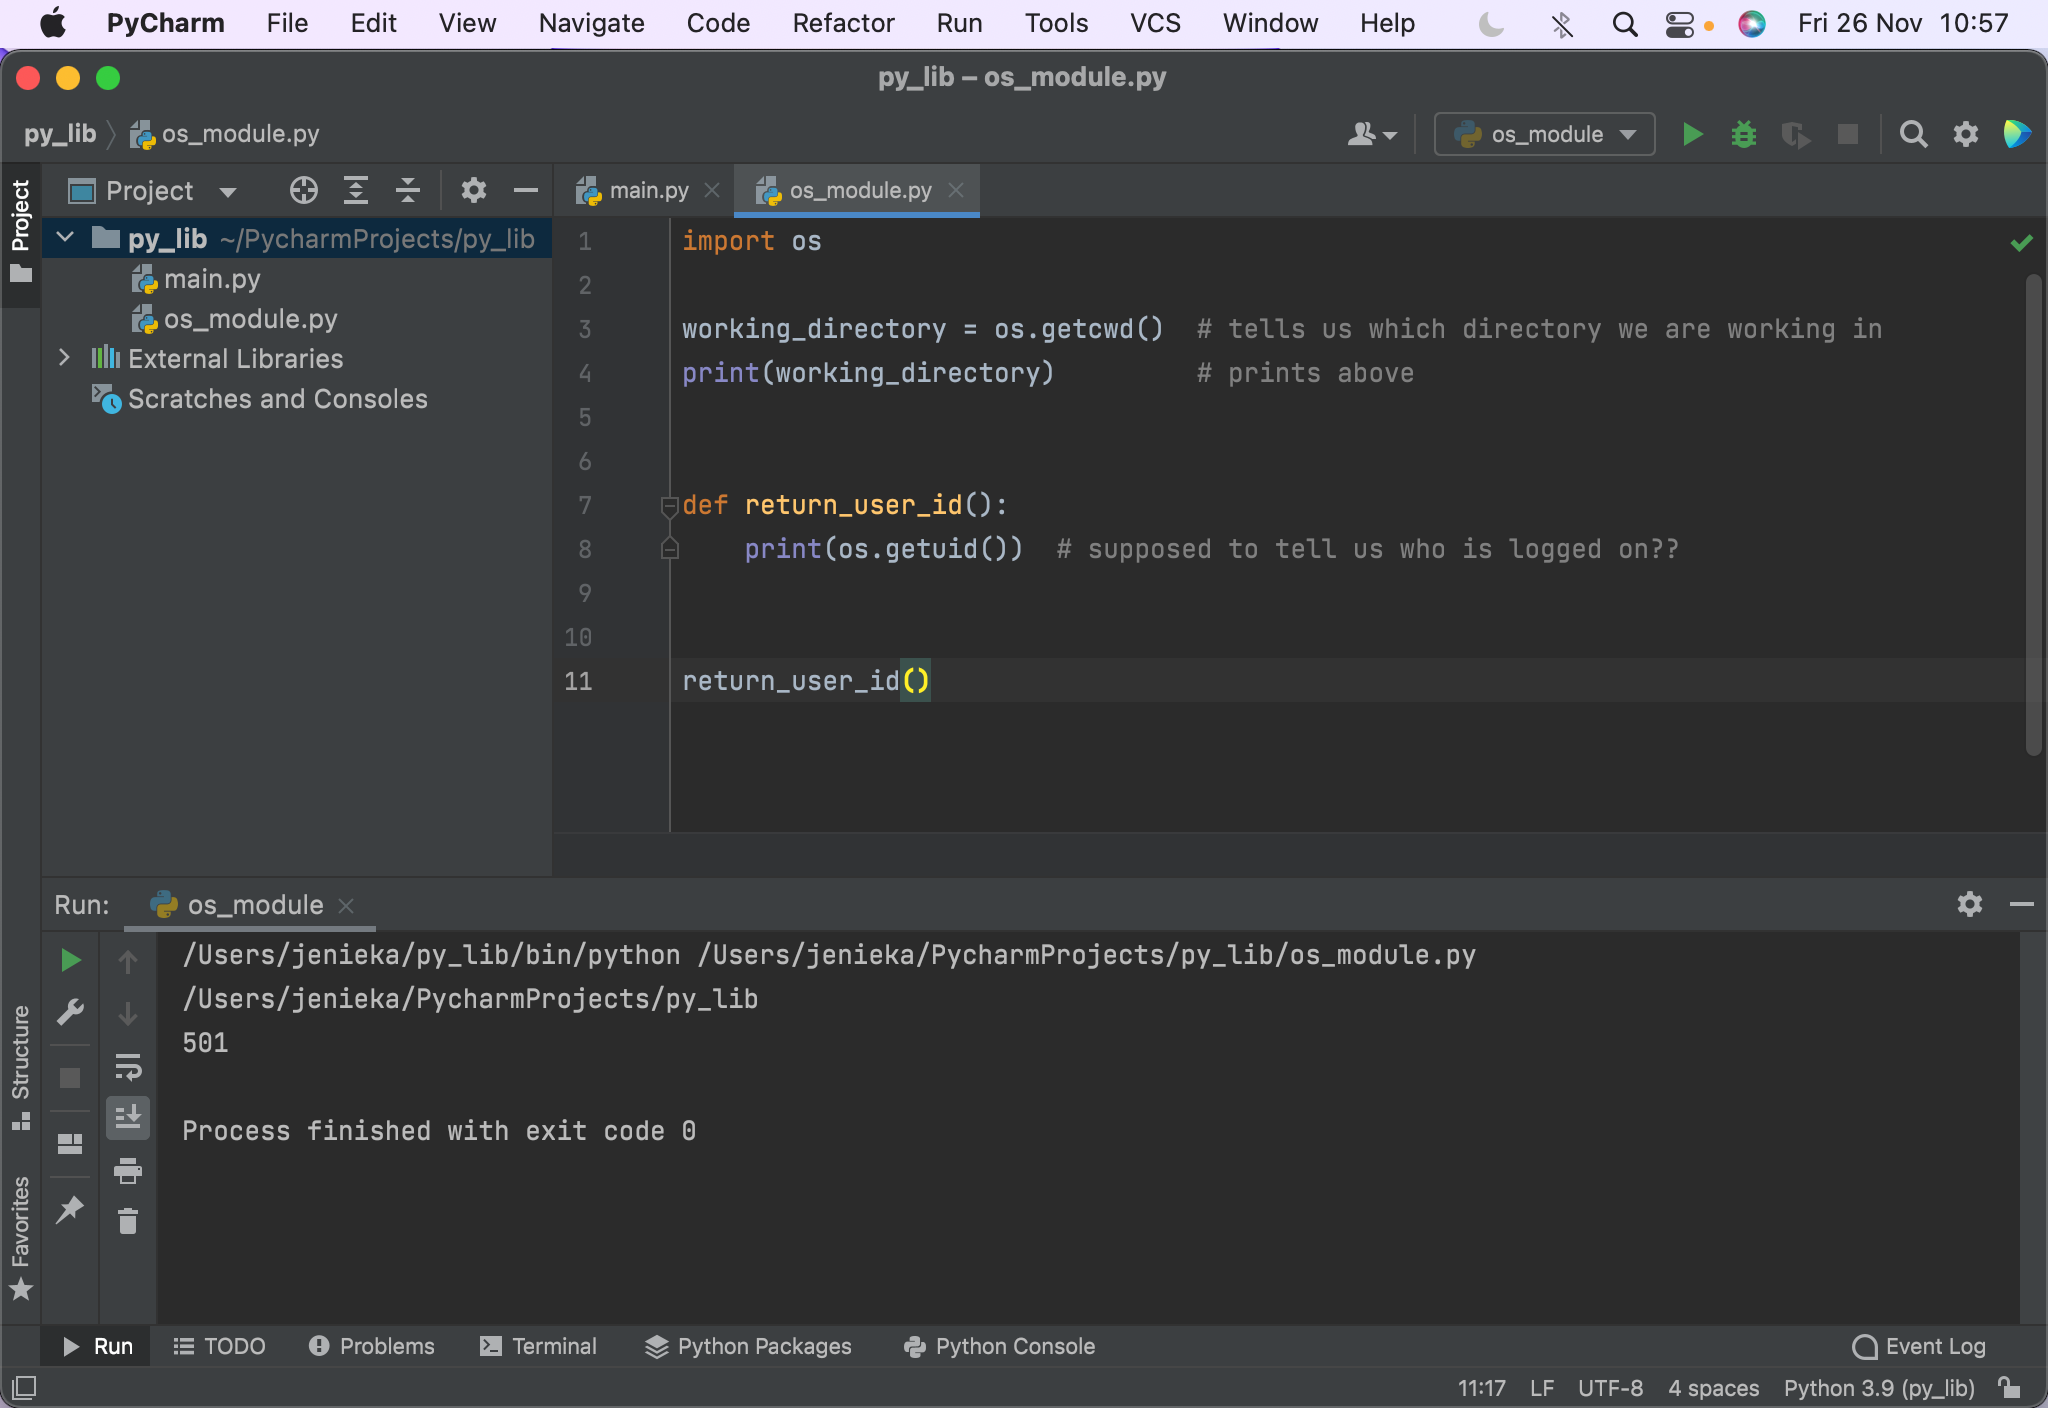 PyCharm File Edit View Navigate Code Refactor Run Tools VCS Window Help Fri 26 Nov 10:57
py_lib – os_module.py
py_lib os_module.py os_module
Project Project main.py os_module.py
py_lib ~/PycharmProjects/py_lib
main.py
os_module.py
External Libraries
Scratches and Consoles
1 import os
2
3 working_directory = os.getcwd() # tells us which directory we are working in
4 print(working_directory) # prints above
5
6
7 def return_user_id():
8 print(os.getuid()) # supposed to tell us who is logged on??
9
10
11 return_user_id()
Run: os_module
/Users/jenieka/py_lib/bin/python /Users/jenieka/PycharmProjects/py_lib/os_module.py
/Users/jenieka/PycharmProjects/py_lib
501
Process finished with exit code 0
Structure
Favorites
Run TODO Problems Terminal Python Packages Python Console Event Log
11:17 LF UTF-8 4 spaces Python 3.9 (py_lib)